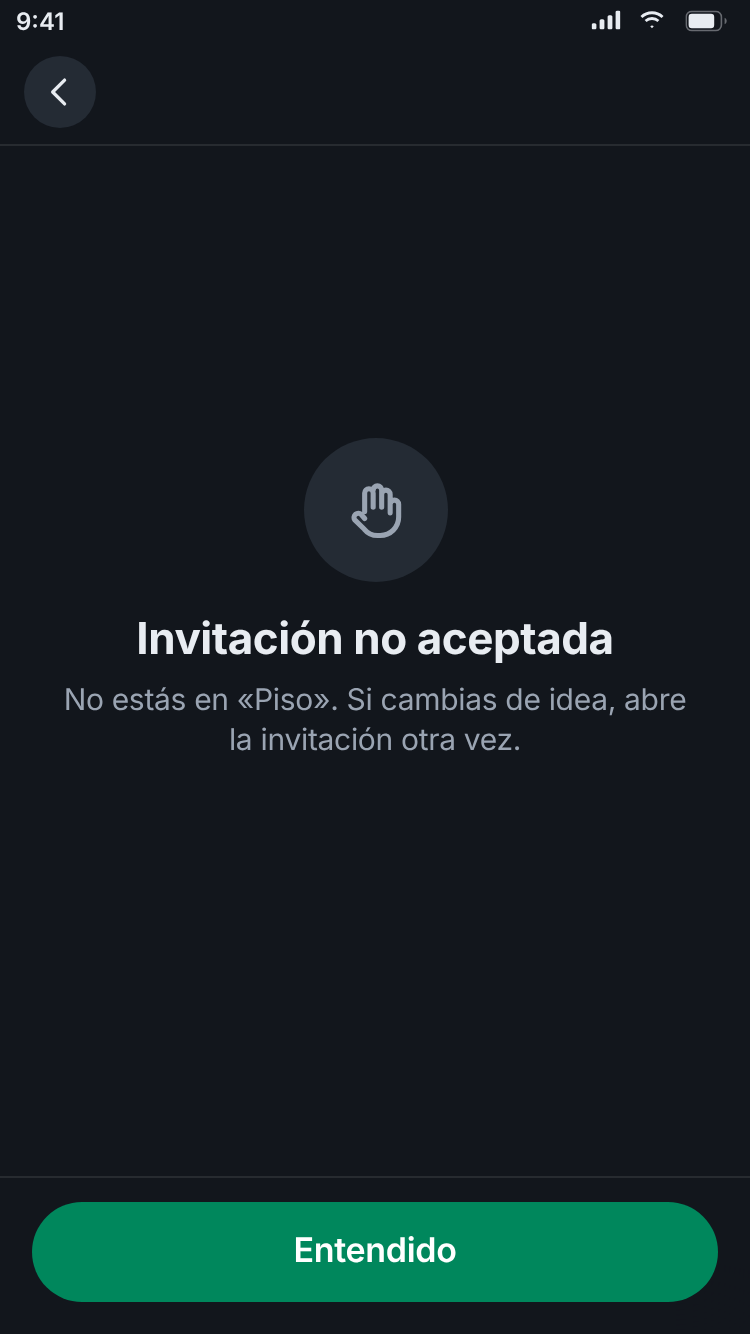 9:41
Invitación no aceptada
No estás en «Piso». Si cambias de idea, abre
la invitación otra vez.
Entendido